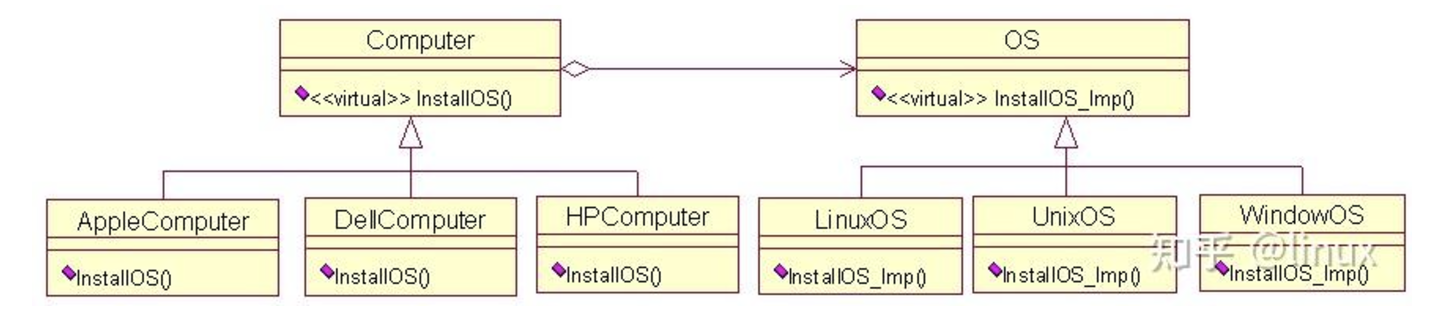 Computer
<<virtual>> InstallOS()
OS
<<virtual>> InstallOS_Imp()
AppleComputer
InstallOS()
DellComputer
InstallOS()
HPComputer
InstallOS()
LinuxOS
InstallOS_Imp()
UnixOS
InstallOS_Imp()
WindowOS
InstallOS_Imp()
知乎 @linux